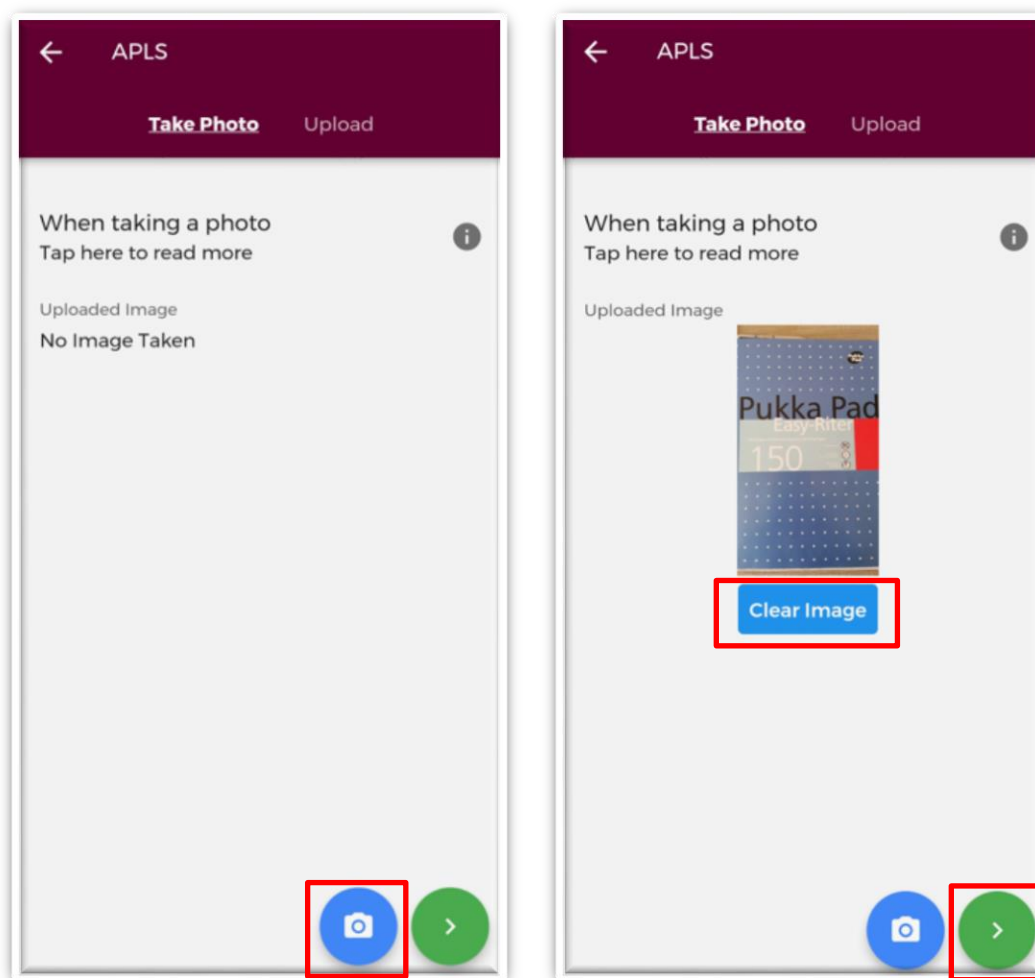 APLS
Take Photo Upload
When taking a photo
Tap here to read more
Uploaded Image
No Image Taken
APLS
Take Photo Upload
When taking a photo
Tap here to read more
Uploaded Image
Pukka Pad
Easy-Riter
150
Clear Image